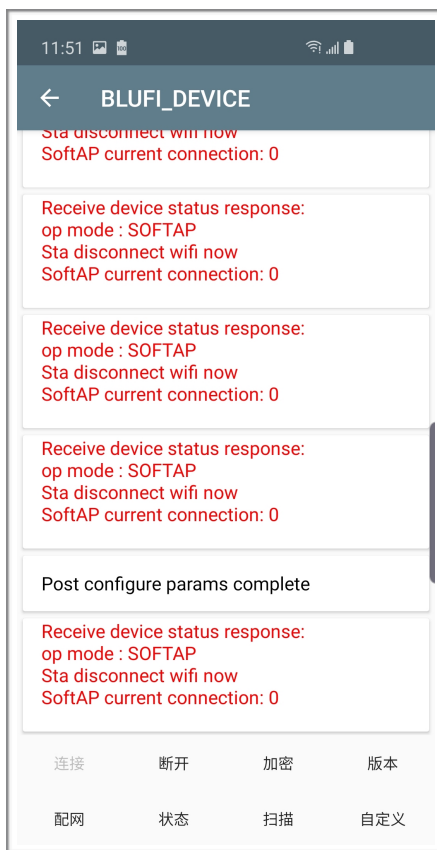 11:51
BLUFI_DEVICE
Sta disconnect wifi now
SoftAP current connection: 0
Receive device status response:
op mode : SOFTAP
Sta disconnect wifi now
SoftAP current connection: 0
Receive device status response:
op mode : SOFTAP
Sta disconnect wifi now
SoftAP current connection: 0
Receive device status response:
op mode : SOFTAP
Sta disconnect wifi now
SoftAP current connection: 0
Post configure params complete
Receive device status response:
op mode : SOFTAP
Sta disconnect wifi now
SoftAP current connection: 0
连接 断开 加密 版本
配网 状态 扫描 自定义